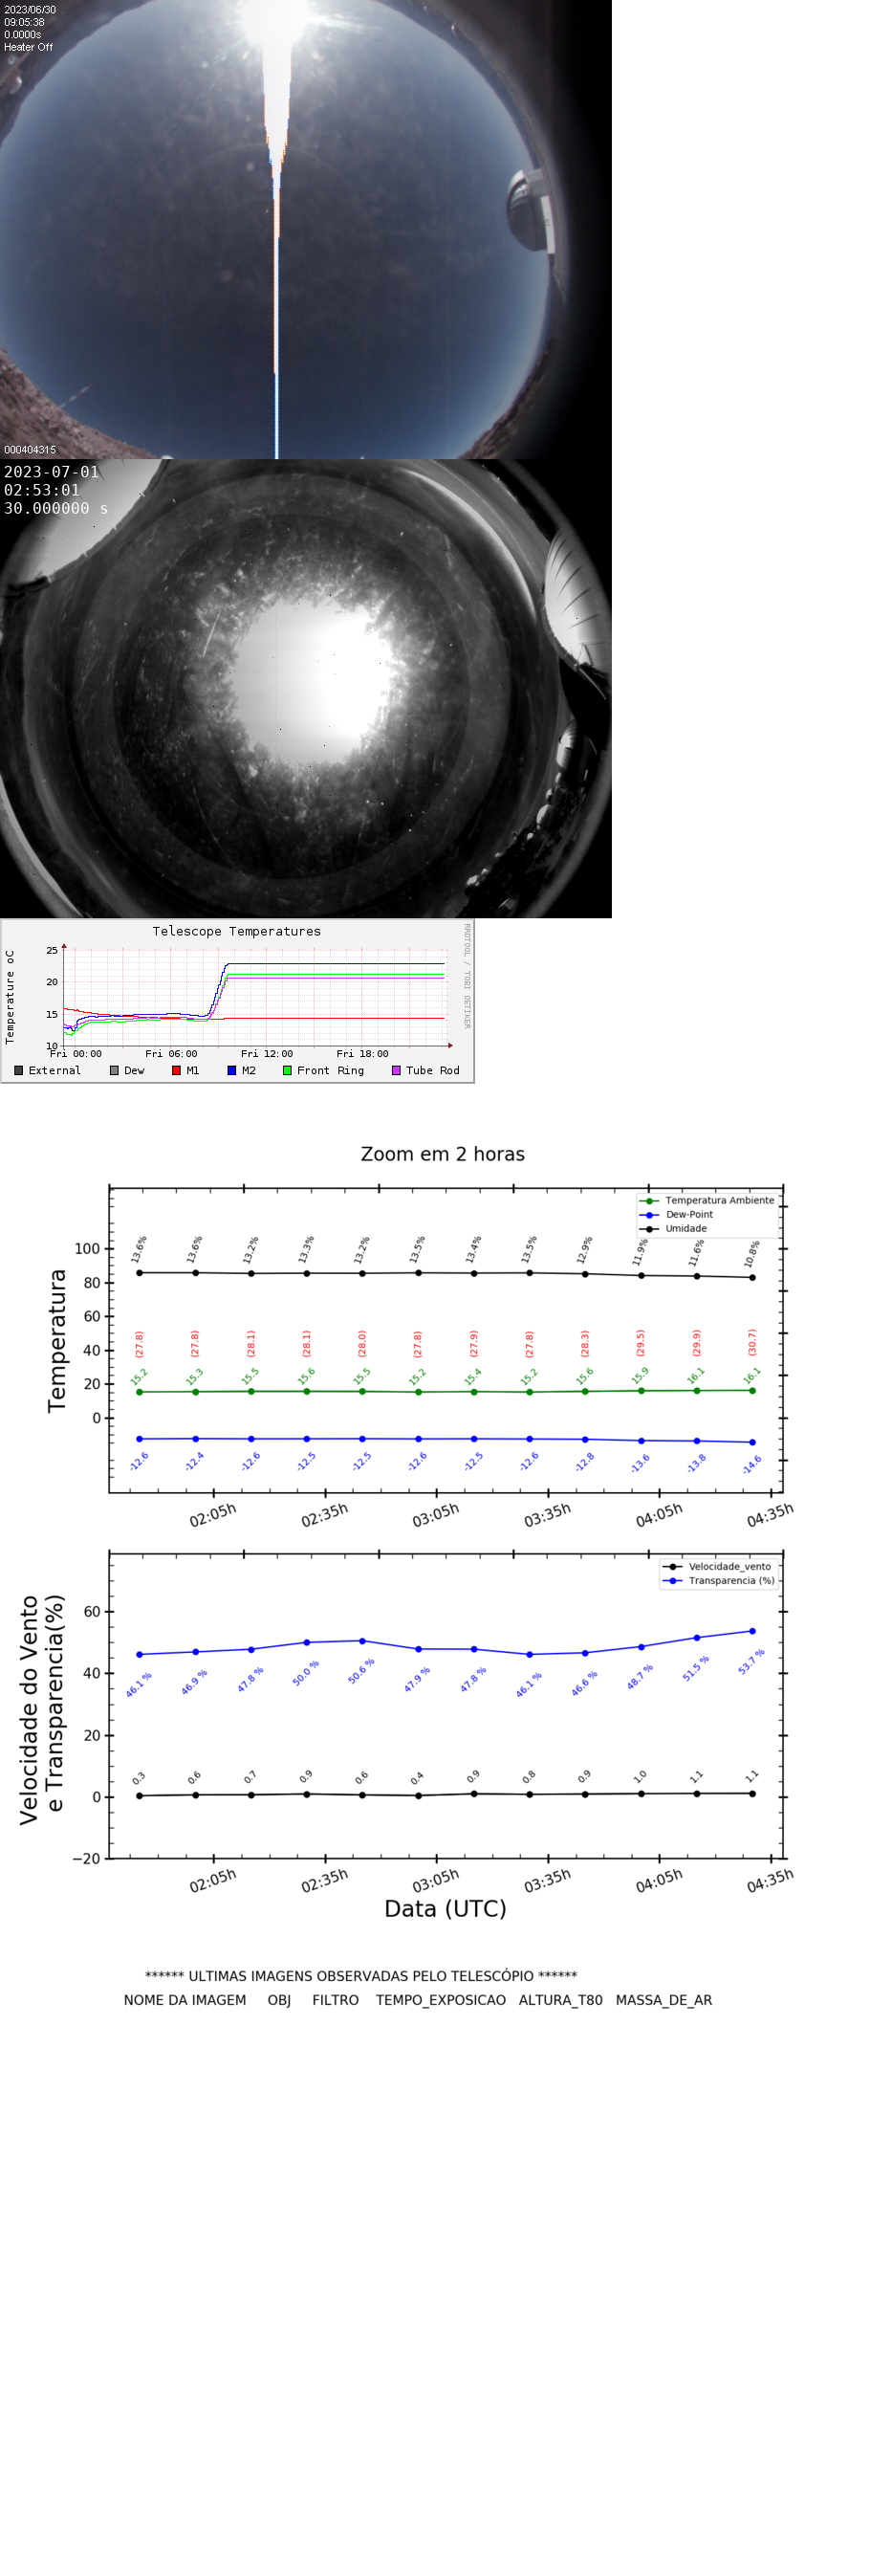 2023/06/30
09:05:38
0.0000s
Heater Off
000404315
2023-07-01
02:53:01
30.000000 s
Telescope Temperatures
RRDTOOL / TOBI OETIKER
Temperature oC
25
20
15
10
Fri 00:00 Fri 06:00 Fri 12:00 Fri 18:00
External Dew M1 M2 Front Ring Tube Rod
Zoom em 2 horas
Temperatura Ambiente
Dew-Point
Umidade
Temperatura
100
80
60
40
20
0
13.6% 13.6% 13.2% 13.3% 13.2% 13.5% 13.4% 13.5% 12.9% 11.9% 11.6% 10.8%
(27.8) (27.8) (28.1) (28.1) (28.0) (27.8) (27.9) (27.8) (28.3) (29.5) (29.9) (30.7)
15.2 15.3 15.5 15.6 15.5 15.2 15.4 15.2 15.6 15.9 16.1 16.1
-12.6 -12.4 -12.6 -12.5 -12.5 -12.6 -12.5 -12.6 -12.8 -13.6 -13.8 -14.6
02:05h 02:35h 03:05h 03:35h 04:05h 04:35h
Velocidade_vento
Transparencia (%)
Velocidade do Vento
e Transparencia(%)
60
40
20
0
−20
46.1 % 46.9 % 47.8 % 50.0 % 50.6 % 47.9 % 47.8 % 46.1 % 46.6 % 48.7 % 51.5 % 53.7 %
0.3 0.6 0.7 0.9 0.6 0.4 0.9 0.8 0.9 1.0 1.1 1.1
02:05h 02:35h 03:05h 03:35h 04:05h 04:35h
Data (UTC)
****** ULTIMAS IMAGENS OBSERVADAS PELO TELESCÓPIO ******
NOME DA IMAGEM OBJ FILTRO TEMPO_EXPOSICAO ALTURA_T80 MASSA_DE_AR